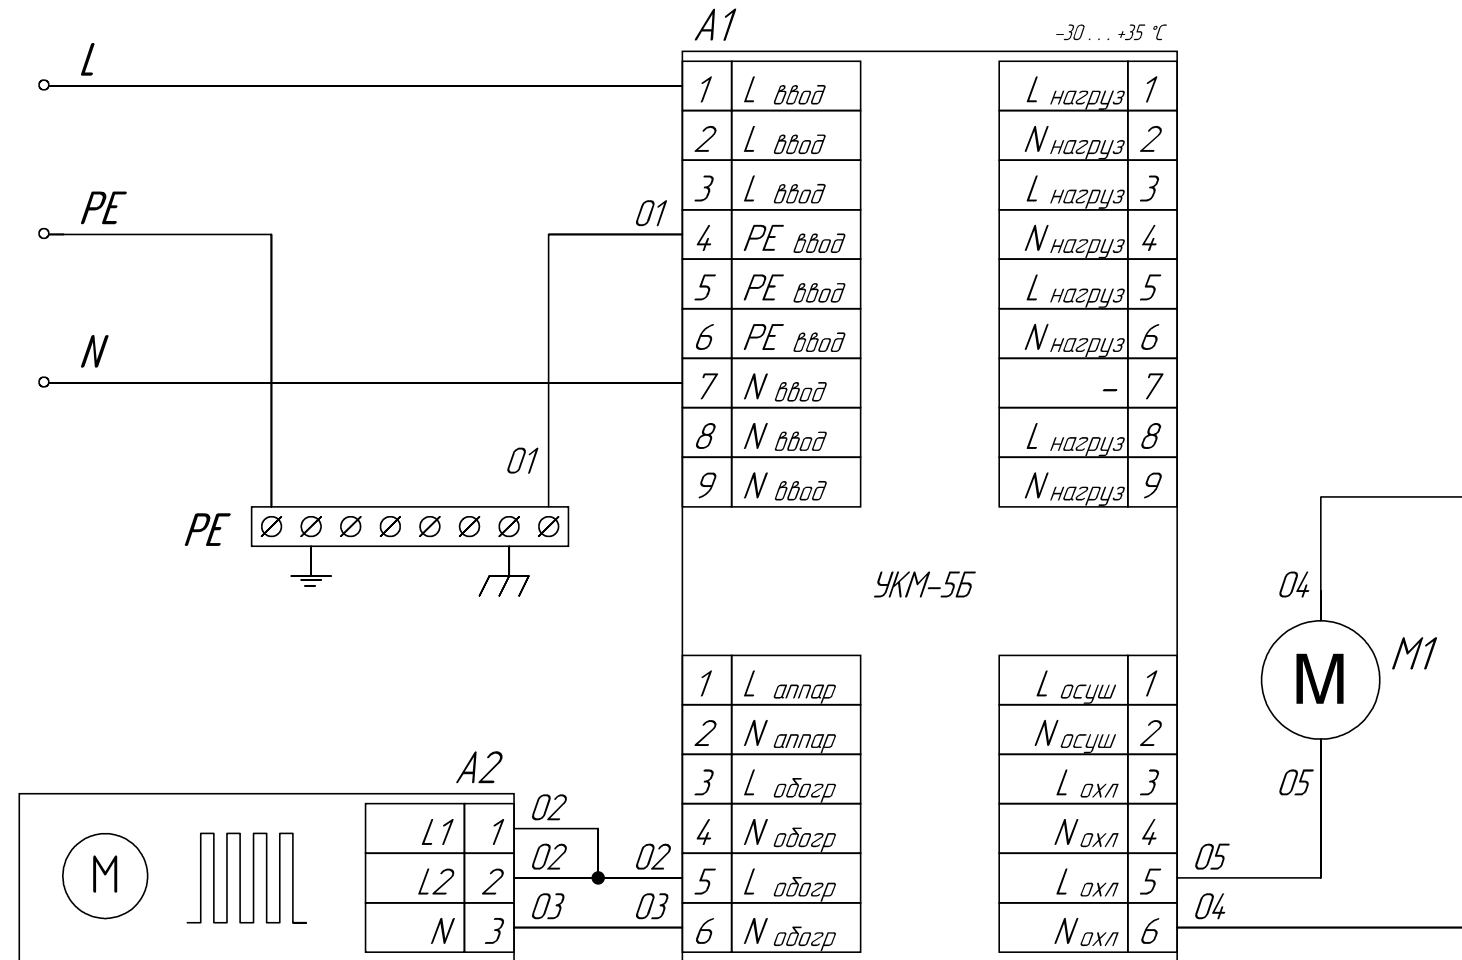 А1
-30 . . . +35 °С
L
1 L ввод
L нагруз 1
2 L ввод
N нагруз 2
3 L ввод
L нагруз 3
PE
01
4 PE ввод
N нагруз 4
5 PE ввод
L нагруз 5
6 PE ввод
N нагруз 6
N
7 N ввод
- 7
8 N ввод
L нагруз 8
01
9 N ввод
N нагруз 9
PE
УКМ-5Б
04
М
М1
1 L аппар
L осуш 1
2 N аппар
N осуш 2
А2
3 L обогр
L охл 3
05
02
L1 1
4 N обогр
N охл 4
М
02
02
05
L2 2
5 L обогр
L охл 5
03
03
04
N 3
6 N обогр
N охл 6